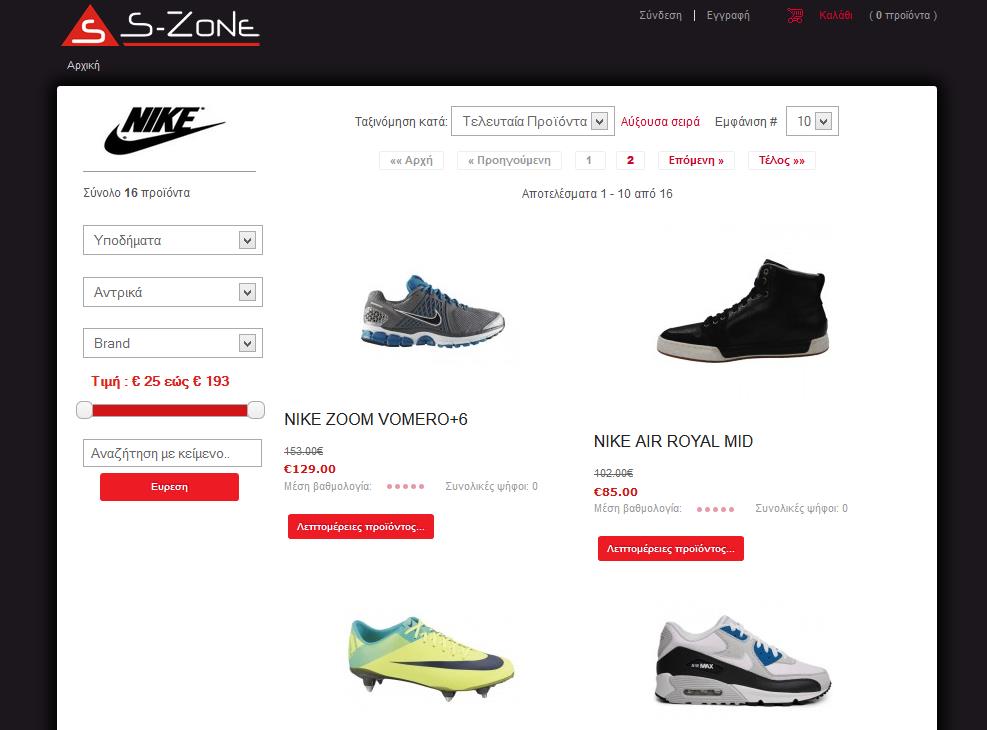 S-ZONE
Σύνδεση | Εγγραφή Καλάθι ( 0 προϊόντα )
Αρχική
NIKE
Σύνολο 16 προϊόντα
Υποδήματα
Αντρικά
Brand
Τιμή : € 25 εώς € 193
Αναζήτηση με κείμενο..
Ευρεση
Ταξινόμηση κατά: Τελευταία Προϊόντα Αύξουσα σειρά Εμφάνιση # 10
«« Αρχή « Προηγούμενη 1 2 Επόμενη » Τέλος »»
Αποτελέσματα 1 - 10 από 16
NIKE ZOOM VOMERO+6
153.00€
€129.00
Μέση βαθμολογία: Συνολικές ψήφοι: 0
Λεπτομέρειες προϊόντος...
NIKE AIR ROYAL MID
102.00€
€85.00
Μέση βαθμολογία: Συνολικές ψήφοι: 0
Λεπτομέρειες προϊόντος...
AIR MAX